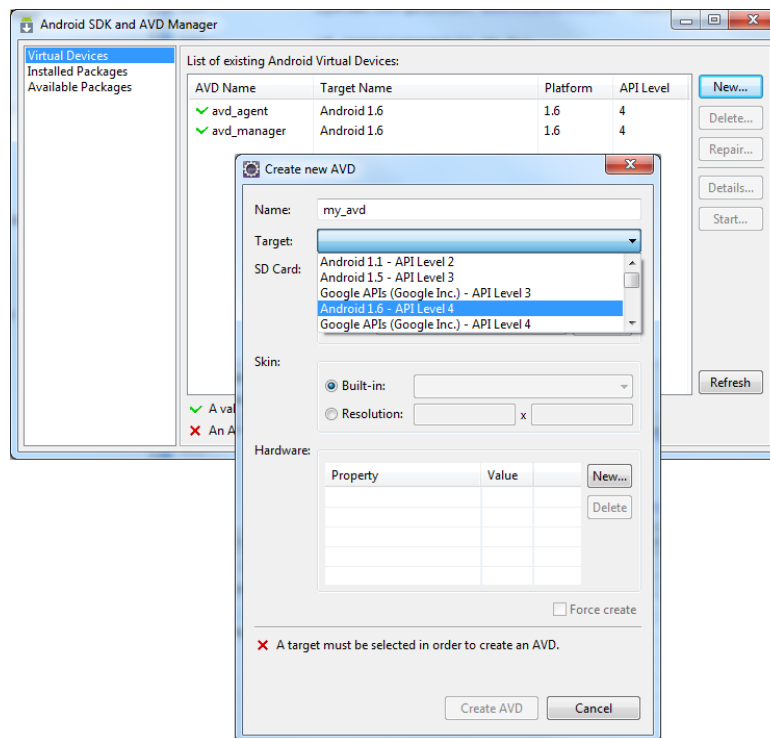 Android SDK and AVD Manager
Virtual Devices
Installed Packages
Available Packages
List of existing Android Virtual Devices:
AVD Name Target Name Platform API Level
avd_agent Android 1.6 1.6 4
avd_manager Android 1.6 1.6 4
New...
Delete...
Repair...
Details...
Start...
Refresh
A val
An A
Create new AVD
Name: my_avd
Target:
SD Card:
Android 1.1 - API Level 2
Android 1.5 - API Level 3
Google APIs (Google Inc.) - API Level 3
Android 1.6 - API Level 4
Google APIs (Google Inc.) - API Level 4
Skin:
Built-in:
Resolution: x
Hardware:
Property Value
New...
Delete
Force create
A target must be selected in order to create an AVD.
Create AVD Cancel